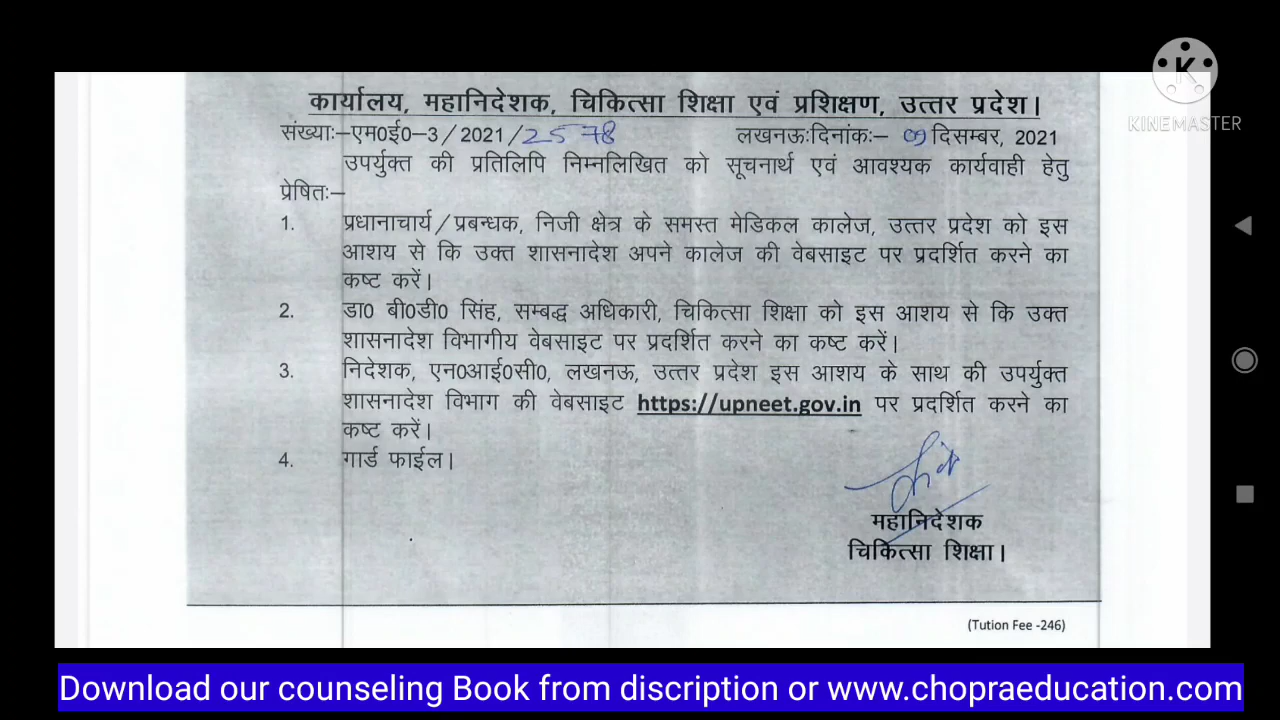 K
KINEMASTER
कार्यालय, महानिदेशक, चिकित्सा शिक्षा एवं प्रशिक्षण, उत्तर प्रदेश।
संख्याः–एम0ई0–3/2021/2578 लखनऊःदिनांकः– 09 दिसम्बर, 2021
उपर्युक्त की प्रतिलिपि निम्नलिखित को सूचनार्थ एवं आवश्यक कार्यवाही हेतु
प्रेषितः–
1. प्रधानाचार्य/प्रबन्धक, निजी क्षेत्र के समस्त मेडिकल कालेज, उत्तर प्रदेश को इस
आशय से कि उक्त शासनादेश अपने कालेज की वेबसाइट पर प्रदर्शित करने का
कष्ट करें।
2. डा0 बी0डी0 सिंह, सम्बद्ध अधिकारी, चिकित्सा शिक्षा को इस आशय से कि उक्त
शासनादेश विभागीय वेबसाइट पर प्रदर्शित करने का कष्ट करें।
3. निदेशक, एन0आई0सी0, लखनऊ, उत्तर प्रदेश इस आशय के साथ की उपर्युक्त
शासनादेश विभाग की वेबसाइट https://upneet.gov.in पर प्रदर्शित करने का
कष्ट करें।
4. गार्ड फाईल।
महानिदेशक
चिकित्सा शिक्षा।
(Tution Fee -246)
Download our counseling Book from discription or www.chopraeducation.com